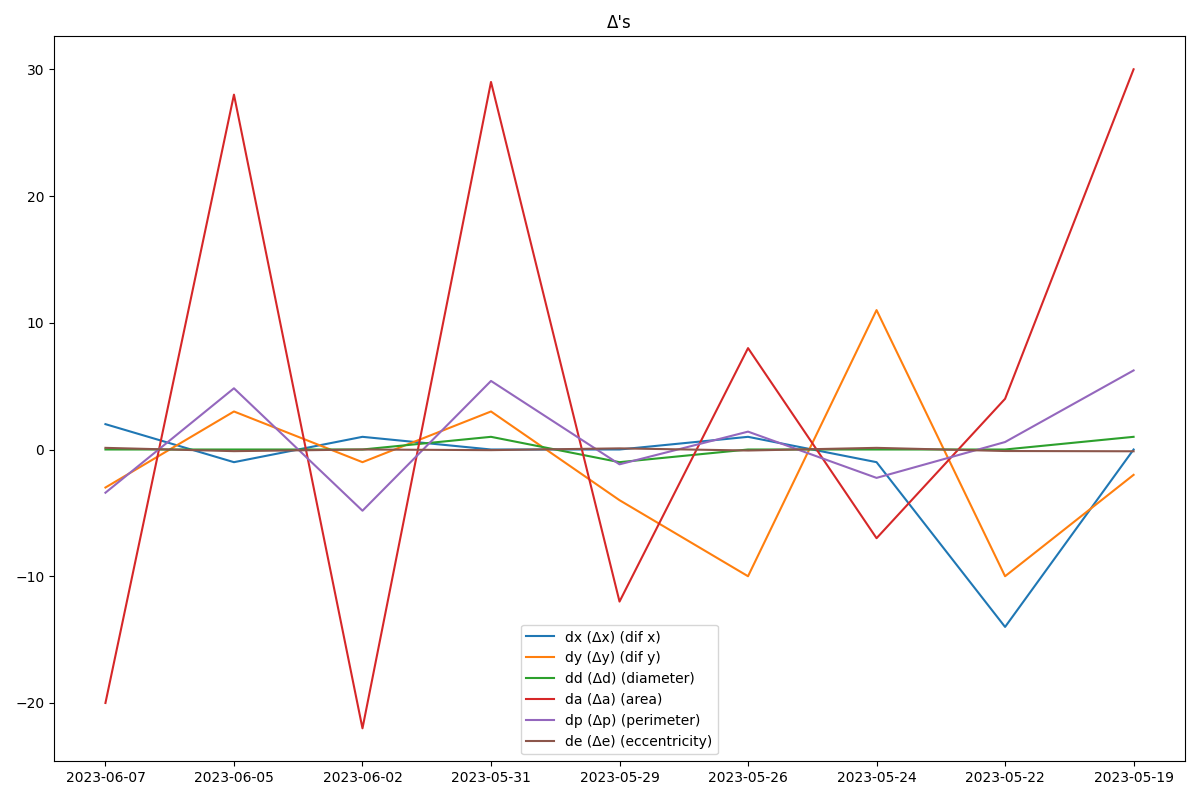 Δ's
30
20
10
0
−10
−20
dx (Δx) (dif x)
dy (Δy) (dif y)
dd (Δd) (diameter)
da (Δa) (area)
dp (Δp) (perimeter)
de (Δe) (eccentricity)
2023-06-07 2023-06-05 2023-06-02 2023-05-31 2023-05-29 2023-05-26 2023-05-24 2023-05-22 2023-05-19